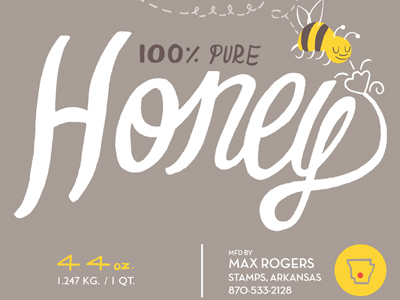 100% PURE
Honey
44 oz.
1.247 KG. / 1 QT.
MFD BY
MAX ROGERS
STAMPS, ARKANSAS
870-533-2128